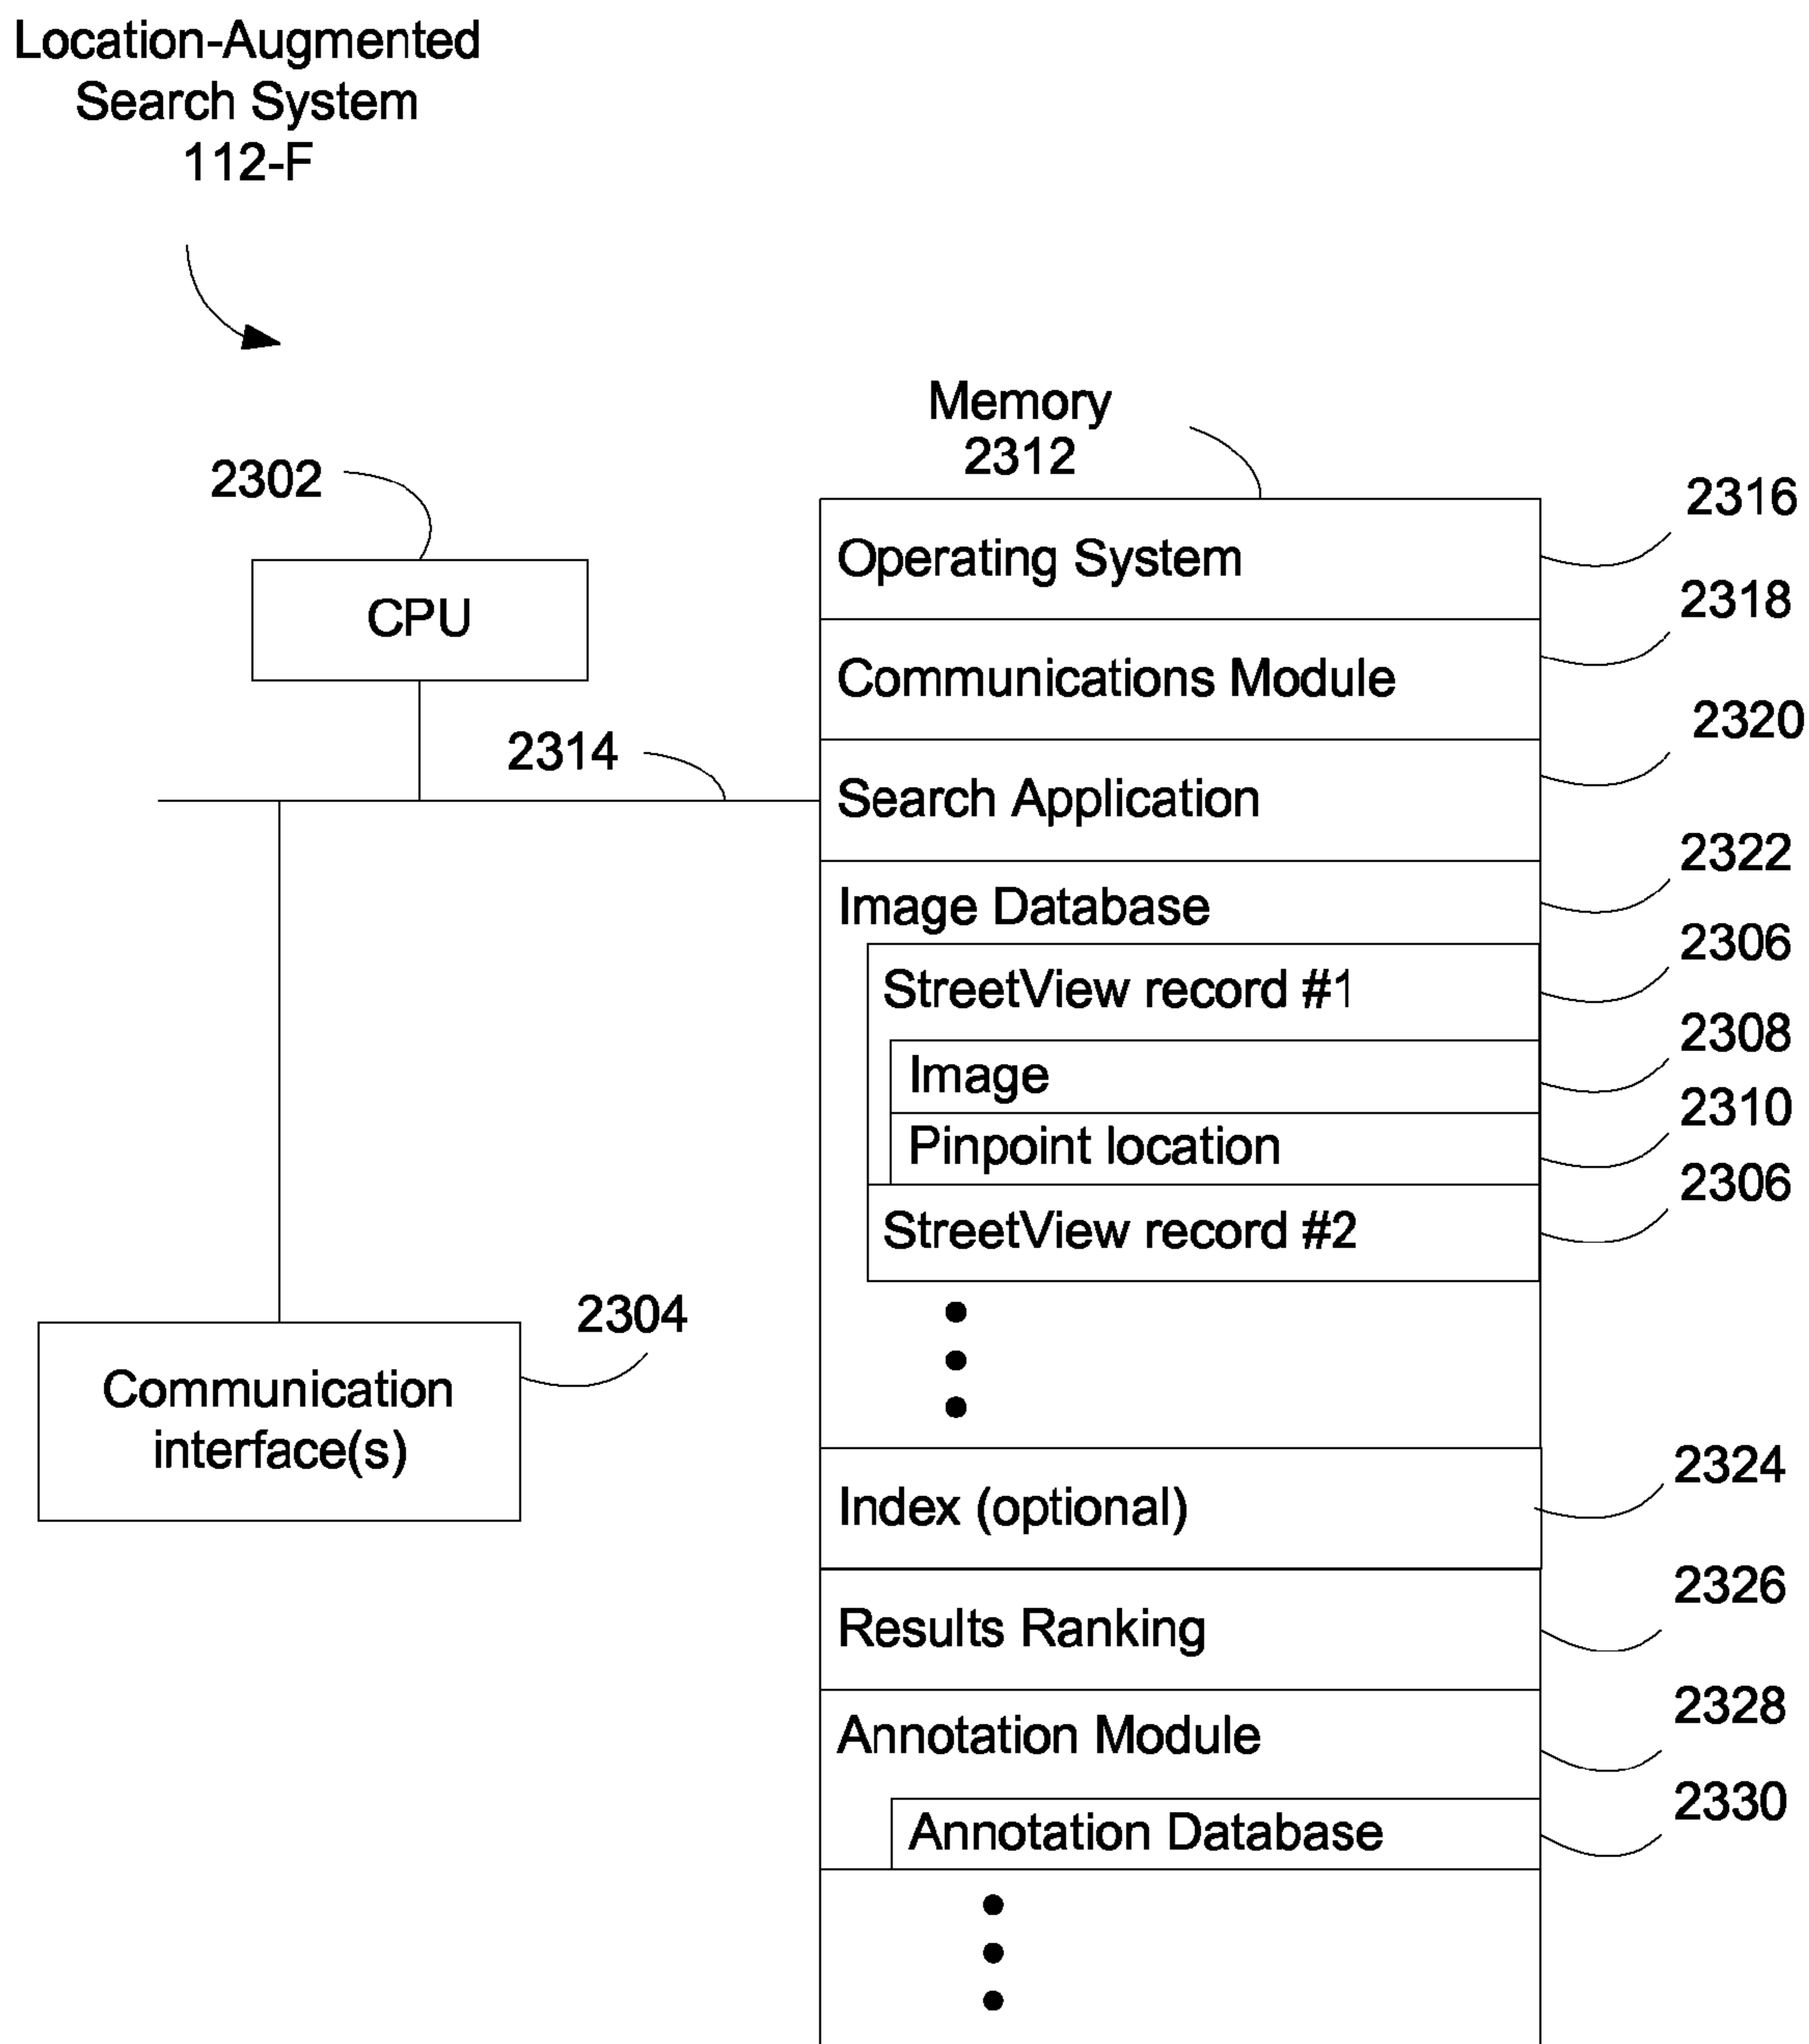 Location-Augmented
Search System
112-F
Memory
2312
2302
2316
Operating System
CPU
2318
Communications Module
2314
2320
Search Application
2322
Image Database
2306
StreetView record #1
2308
Image
2310
Pinpoint location
2306
StreetView record #2
2304
Communication
interface(s)
2324
Index (optional)
2326
Results Ranking
2328
Annotation Module
2330
Annotation Database